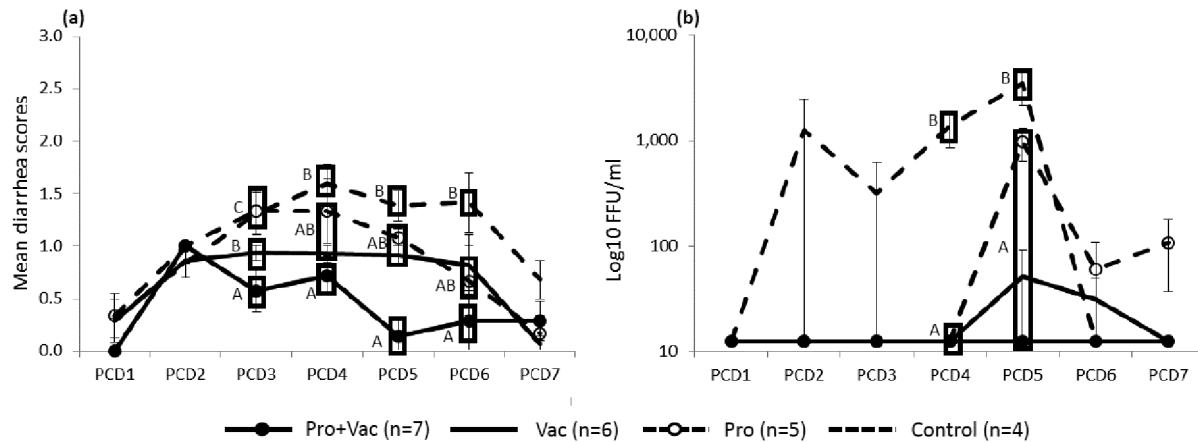 (a)
Mean diarrhea scores
3.0
2.5
2.0
1.5
1.0
0.5
0.0
C
B
A
B
AB
A
B
AB
A
B
AB
A
PCD1 PCD2 PCD3 PCD4 PCD5 PCD6 PCD7
(b)
Log10 FFU/ml
10,000
1,000
100
10
B
A
B
A
PCD1 PCD2 PCD3 PCD4 PCD5 PCD6 PCD7
Pro+Vac (n=7) Vac (n=6) Pro (n=5) Control (n=4)